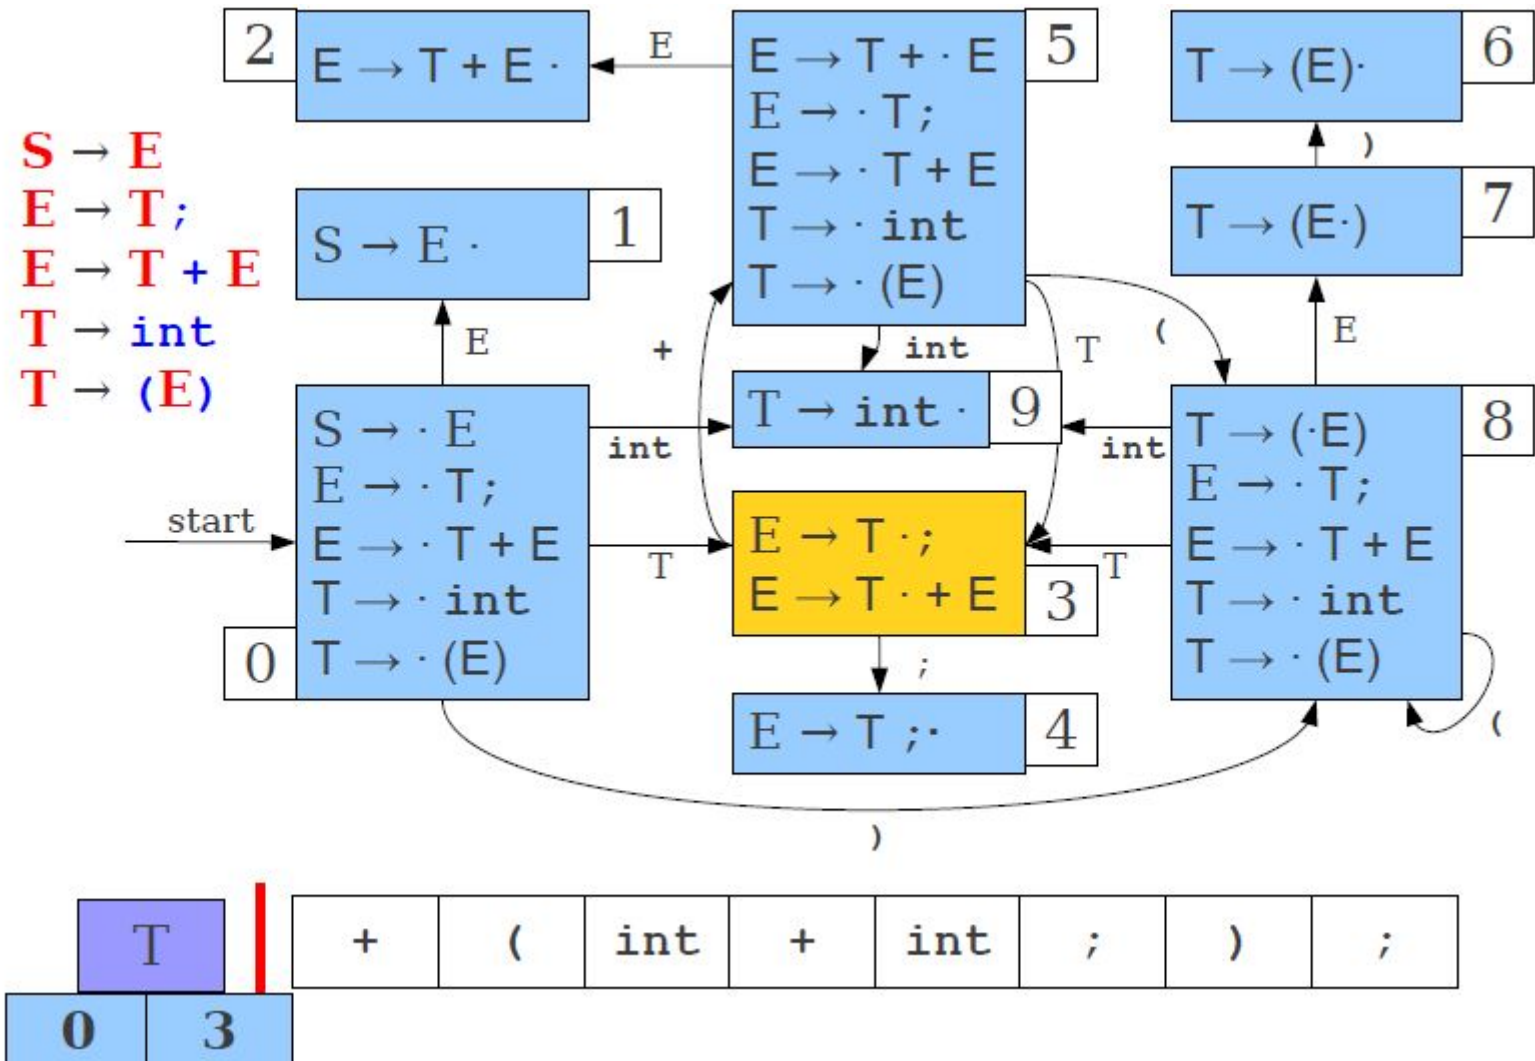 2
E → T + E ·
E
E → T + · E
E → · T;
E → · T + E
T → · int
T → · (E)
5
T → (E)·
6
)
T → (E·)
7
S → E
E → T;
E → T + E
T → int
T → (E)
S → E ·
1
E
+
int
T
(
E
S → · E
E → · T;
E → · T + E
T → · int
T → · (E)
0
start
int
T → int ·
9
int
T → (·E)
E → · T;
E → · T + E
T → · int
T → · (E)
8
T
E → T ·;
E → T · + E
3
T
;
E → T ;·
4
(
)
T
+ ( int + int ; ) ;
0 3